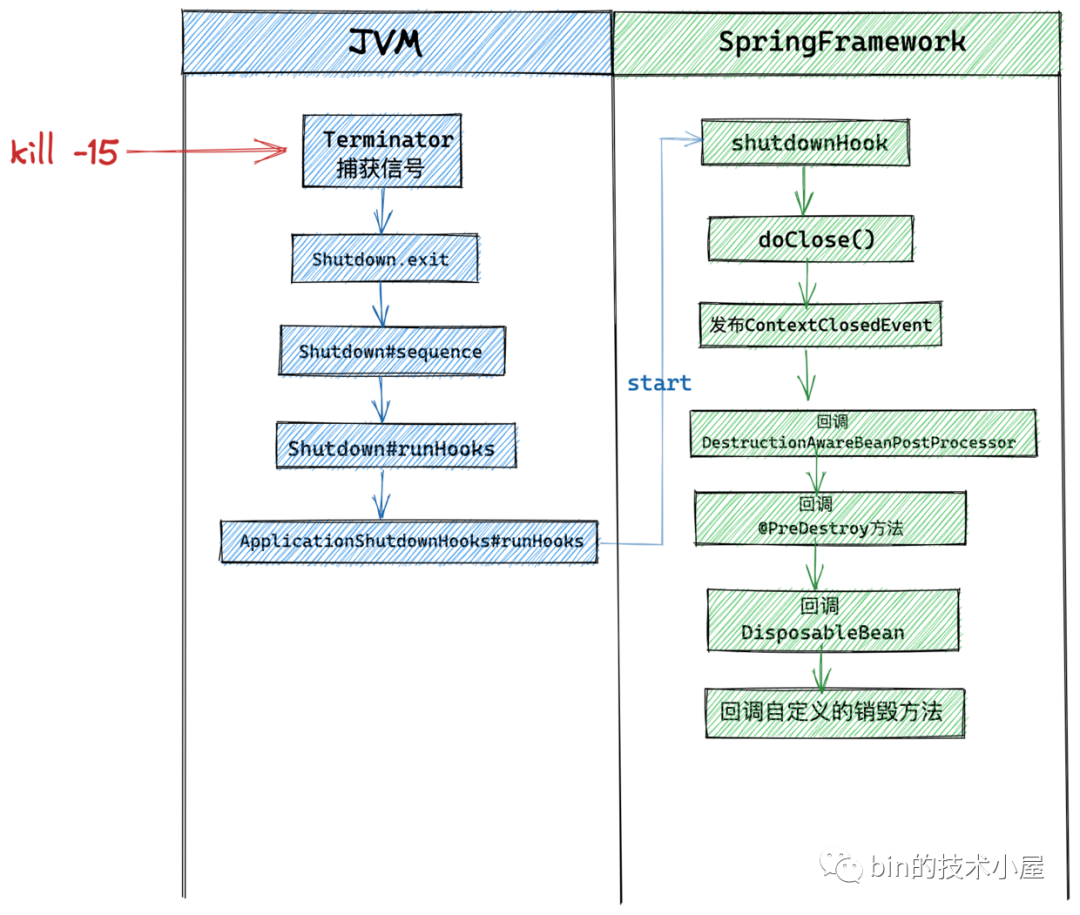 JVM
SpringFramework
kill -15
Terminator
捕获信号
Shutdown.exit
Shutdown#sequence
Shutdown#runHooks
ApplicationShutdownHooks#runHooks
start
shutdownHook
doClose()
发布ContextClosedEvent
回调
DestructionAwareBeanPostProcessor
回调
@PreDestroy方法
回调
DisposableBean
回调自定义的销毁方法
bin的技术小屋